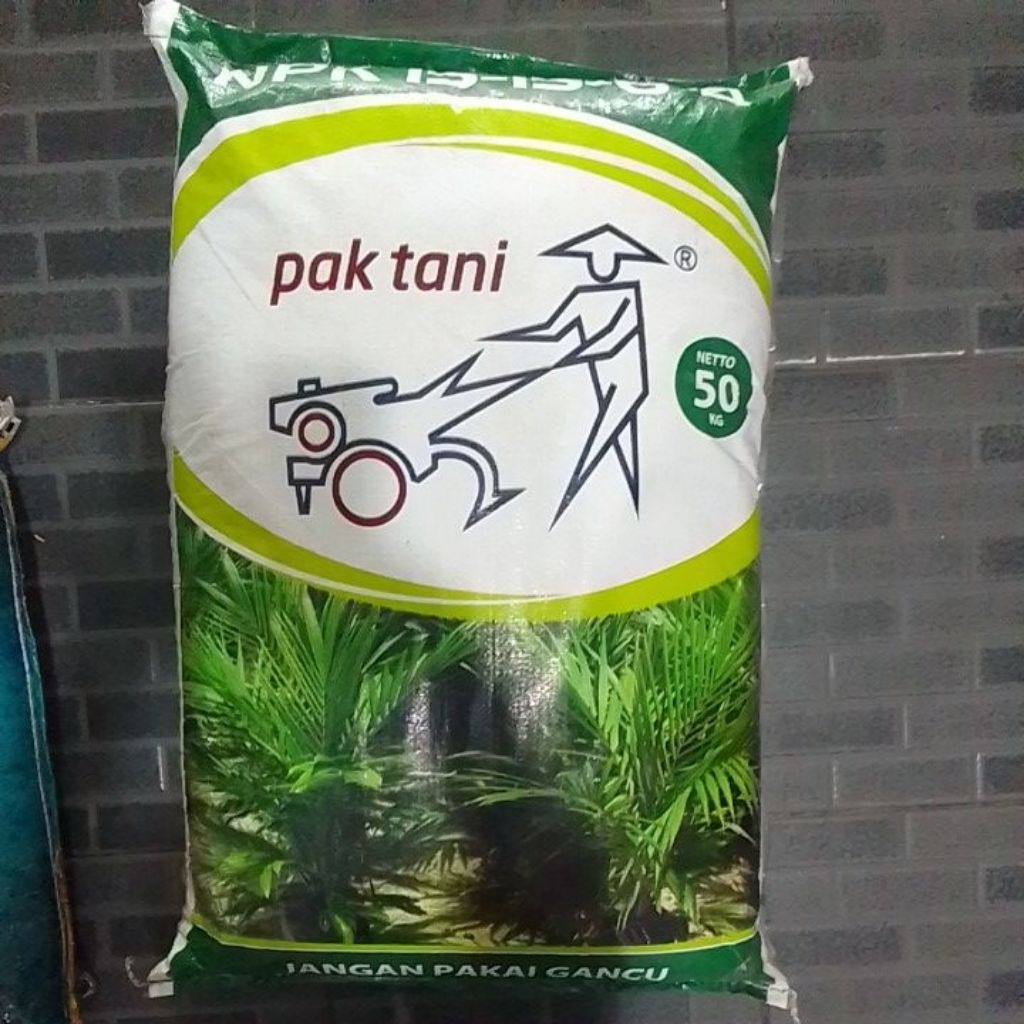 NPK 15-15-6-4
pak tani
®
NETTO
50
KG
JANGAN PAKAI GANCU